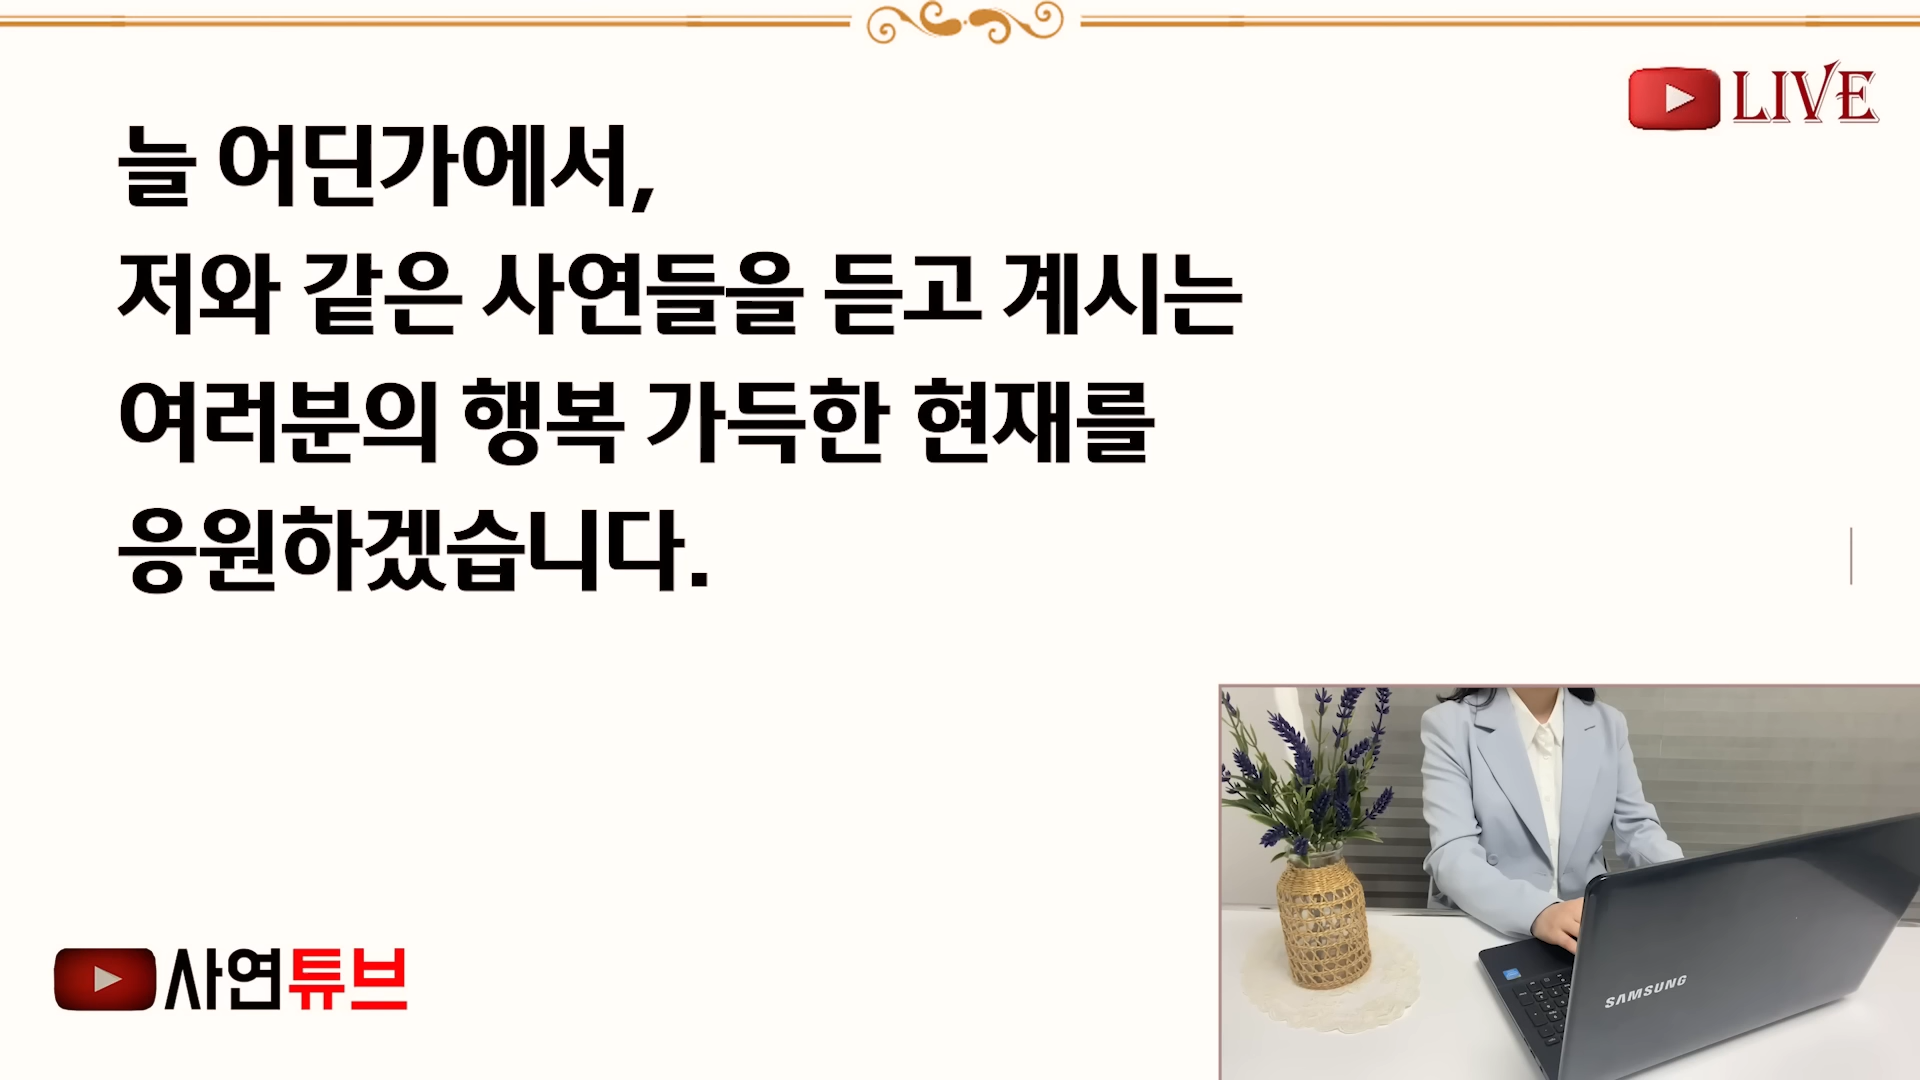 LIVE
늘 어딘가에서,
저와 같은 사연들을 듣고 계시는
여러분의 행복 가득한 현재를
응원하겠습니다.
사연튜브
SAMSUNG